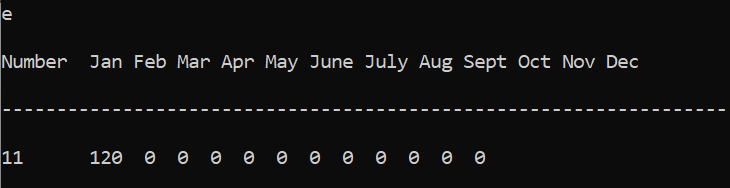 e
Number  Jan Feb Mar Apr May June July Aug Sept Oct Nov Dec
------------------------------------------------------------------
11      120  0  0  0  0  0  0  0  0  0  0  0